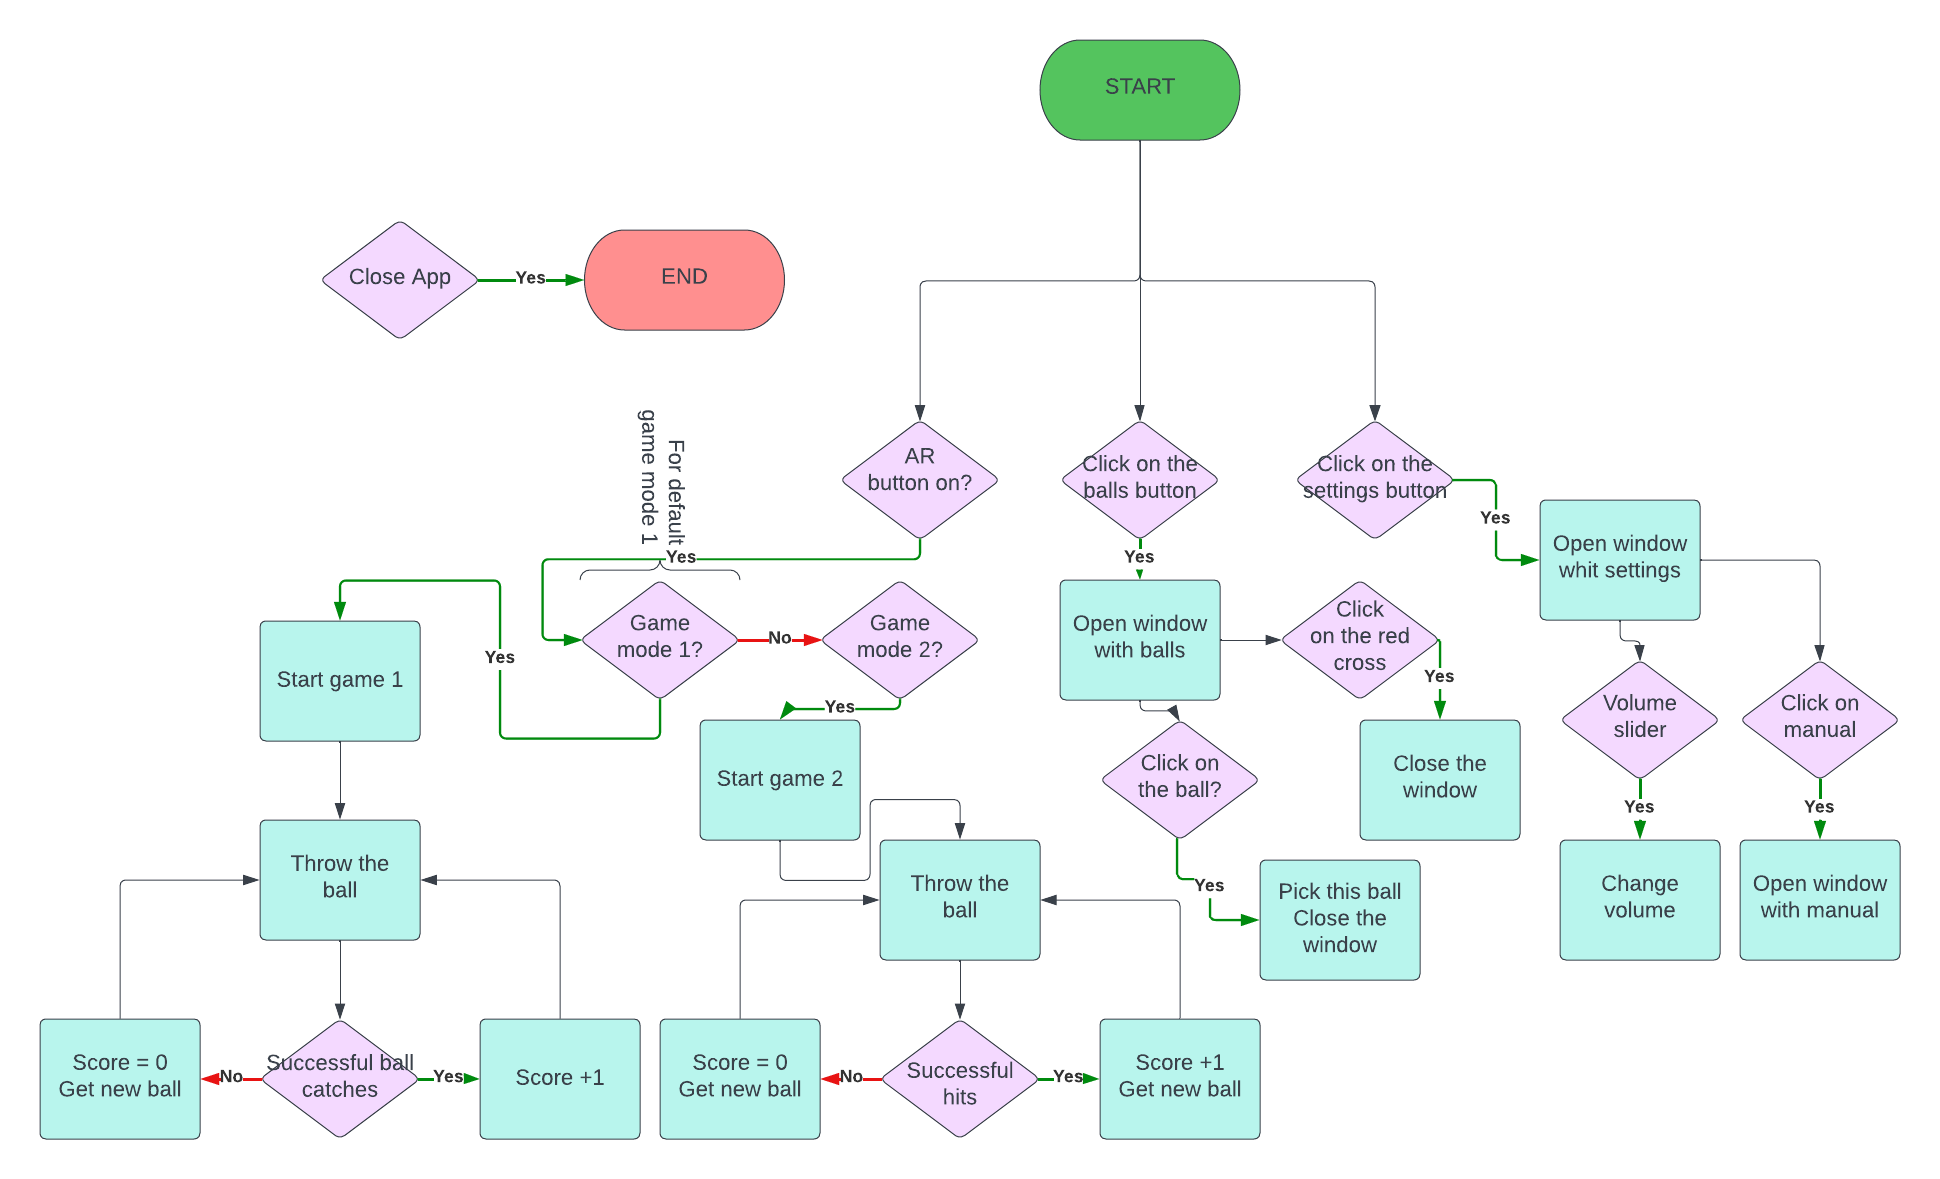 START
Close App
Yes
END
For default
game mode 1
AR
button on?
Click on the
balls button
Click on the
settings button
Yes
Yes
Yes
Open window
whit settings
Yes
Start game 1
Game
mode 1?
No
Game
mode 2?
Open window
with balls
Click
on the red
cross
Yes
Volume
slider
Click on
manual
Yes
Start game 2
Click on
the ball?
Close the
window
Yes
Yes
Throw the
ball
Throw the
ball
Yes
Pick this ball
Close the
window
Change
volume
Open window
with manual
Score = 0
Get new ball
No
Successful ball
catches
Yes
Score +1
Score = 0
Get new ball
No
Successful
hits
Yes
Score +1
Get new ball